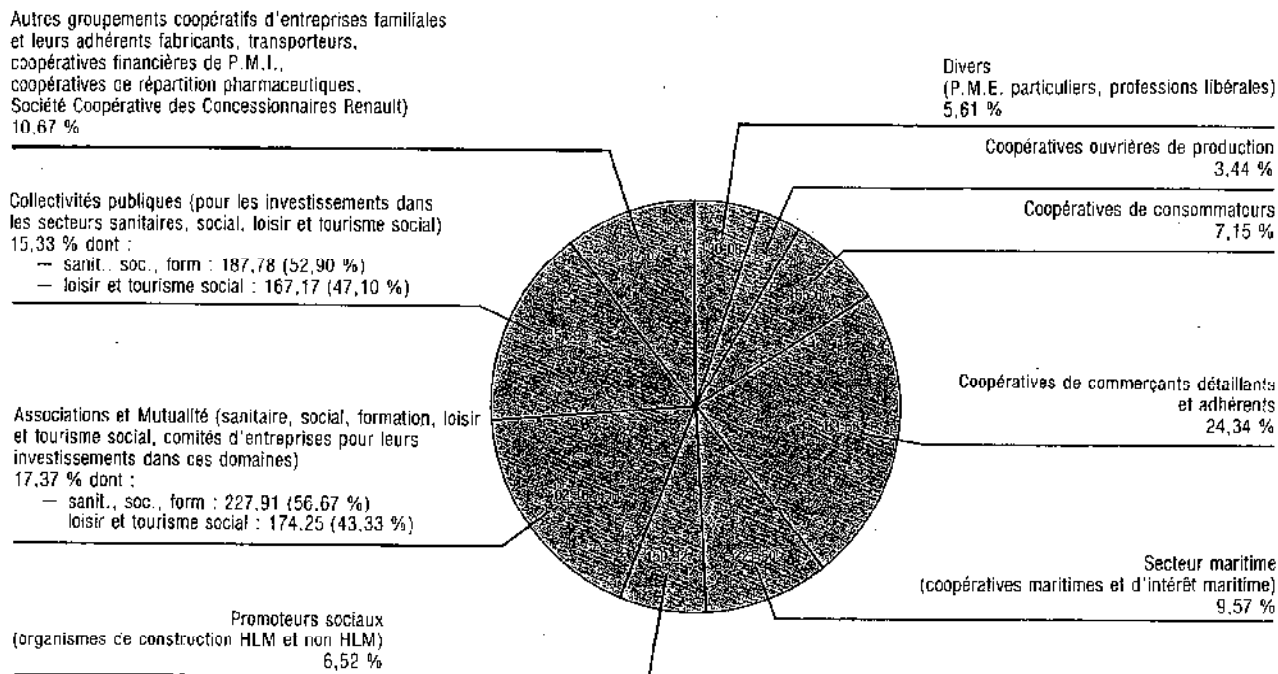 Autres groupements coopératifs d'entreprises familiales
et leurs adhérents fabricants, transporteurs,
coopératives financières de P.M.I.,
coopératives de répartition pharmaceutiques,
Société Coopérative des Concessionnaires Renault)
10,67 %
Collectivités publiques (pour les investissements dans
les secteurs sanitaires, social, loisir et tourisme social)
15,33 % dont :
— sanit., soc., form : 187,78 (52,90 %)
— loisir et tourisme social : 167,17 (47,10 %)
Associations et Mutualité (sanitaire, social, formation, loisir
et tourisme social, comités d'entreprises pour leurs
investissements dans ces domaines)
17,37 % dont :
— sanit., soc., form : 227,91 (56,67 %)
loisir et tourisme social : 174,25 (43,33 %)
Promoteurs sociaux
(organismes de construction HLM et non HLM)
6,52 %
Divers
(P.M.E. particuliers, professions libérales)
5,61 %
Coopératives ouvrières de production
3,44 %
Coopératives de consommateurs
7,15 %
Coopératives de commerçants détaillants
et adhérents
24,34 %
Secteur maritime
(coopératives maritimes et d'intérêt maritime)
9,57 %